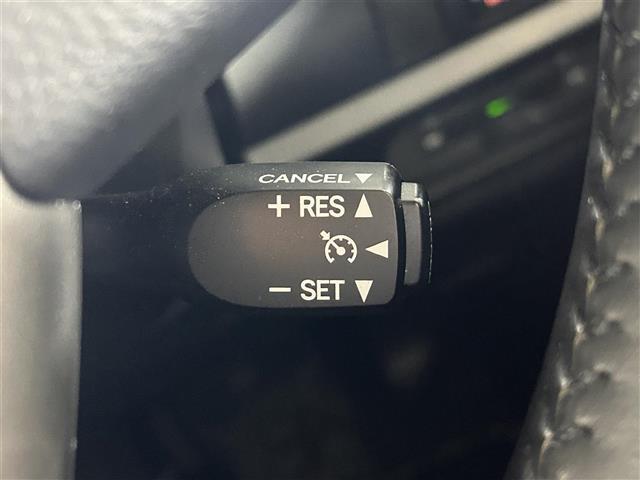 CANCEL▼
+ RES▲
◀
− SET▼